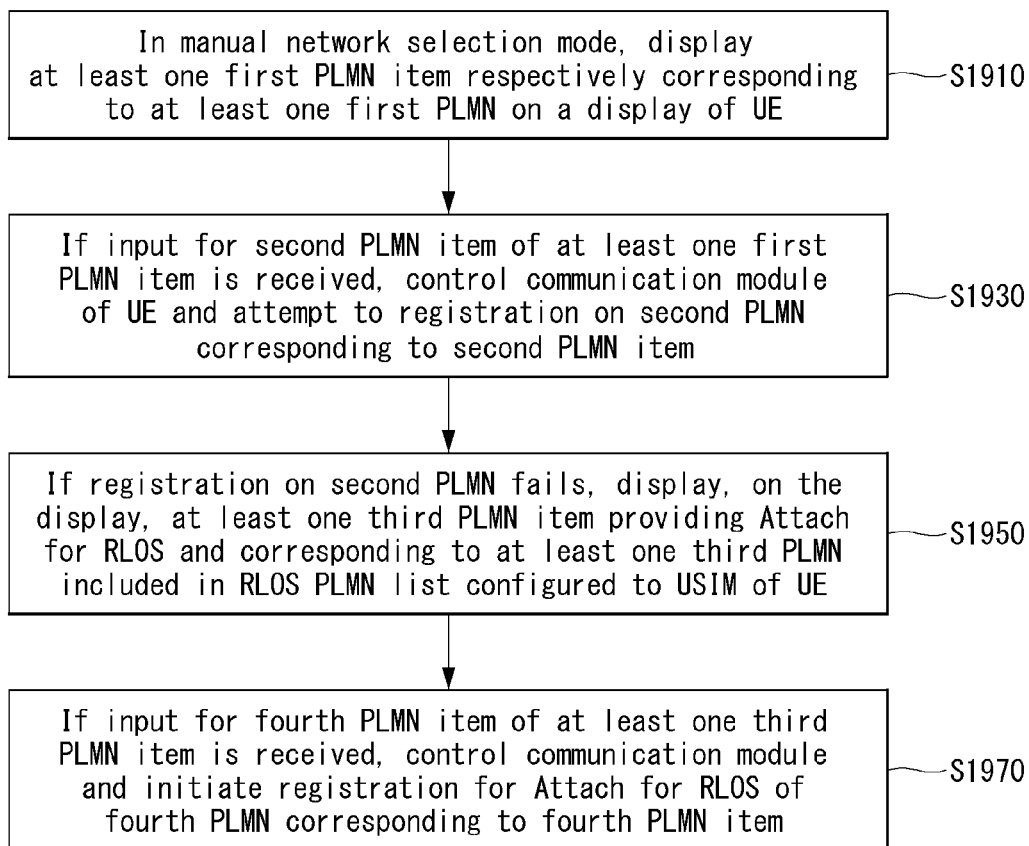 In manual network selection mode, display
at least one first PLMN item respectively corresponding
to at least one first PLMN on a display of UE
S1910
If input for second PLMN item of at least one first
PLMN item is received, control communication module
of UE and attempt to registration on second PLMN
corresponding to second PLMN item
S1930
If registration on second PLMN fails, display, on the
display, at least one third PLMN item providing Attach
for RLOS and corresponding to at least one third PLMN
included in RLOS PLMN list configured to USIM of UE
S1950
If input for fourth PLMN item of at least one third
PLMN item is received, control communication module
and initiate registration for Attach for RLOS of
fourth PLMN corresponding to fourth PLMN item
S1970